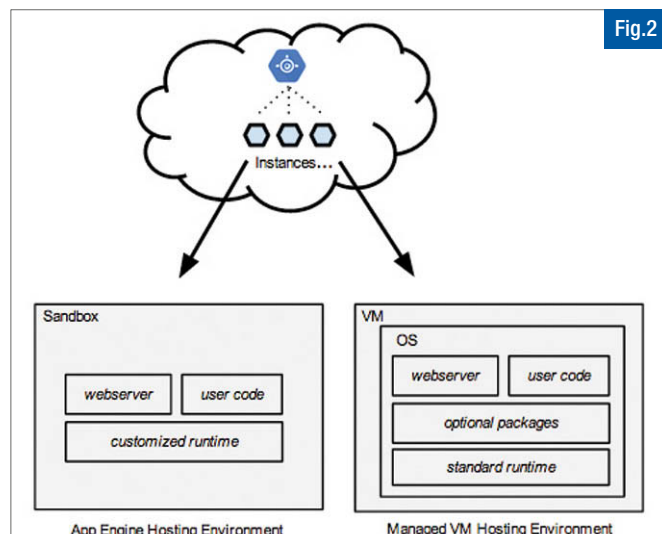 Fig.2
Instances...
Sandbox
webserver
user code
customized runtime
App Engine Hosting Environment
VM
OS
webserver
user code
optional packages
standard runtime
Managed VM Hosting Environment